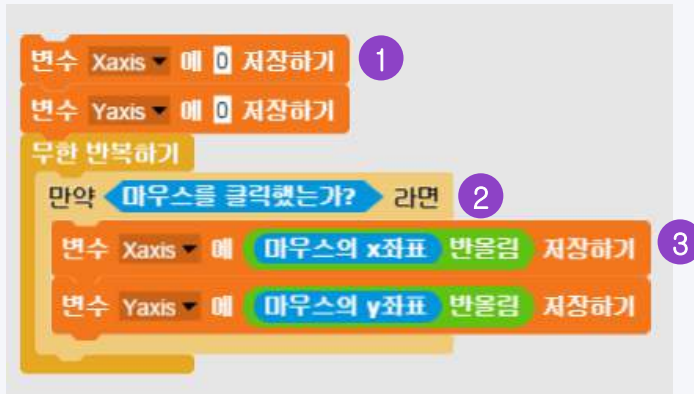 변수 Xaxis 에 0 저장하기 1
변수 Yaxis 에 0 저장하기
무한 반복하기
만약 마우스를 클릭했는가? 라면 2
변수 Xaxis 에 마우스의 x좌표 반올림 저장하기 3
변수 Yaxis 에 마우스의 y좌표 반올림 저장하기